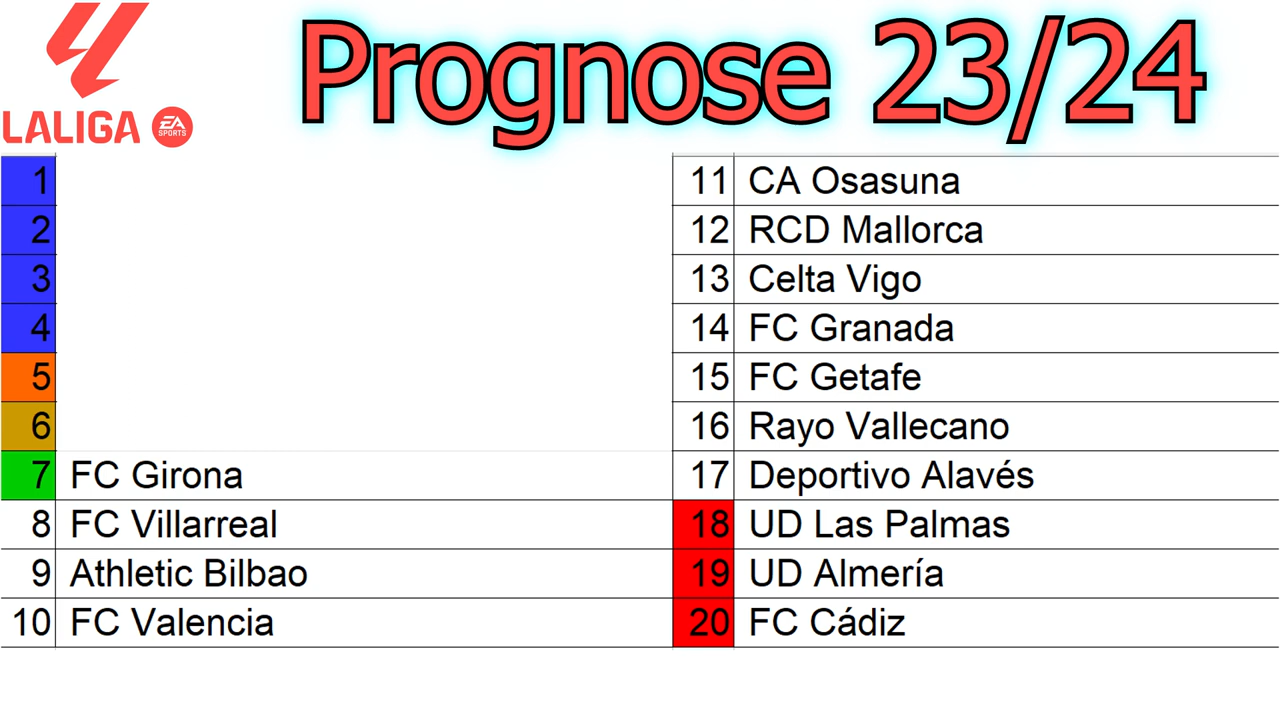 Prognose 23/24
LALIGA EA SPORTS
1
2
3
4
5
6
7 FC Girona
8 FC Villarreal
9 Athletic Bilbao
10 FC Valencia
11 CA Osasuna
12 RCD Mallorca
13 Celta Vigo
14 FC Granada
15 FC Getafe
16 Rayo Vallecano
17 Deportivo Alavés
18 UD Las Palmas
19 UD Almería
20 FC Cádiz